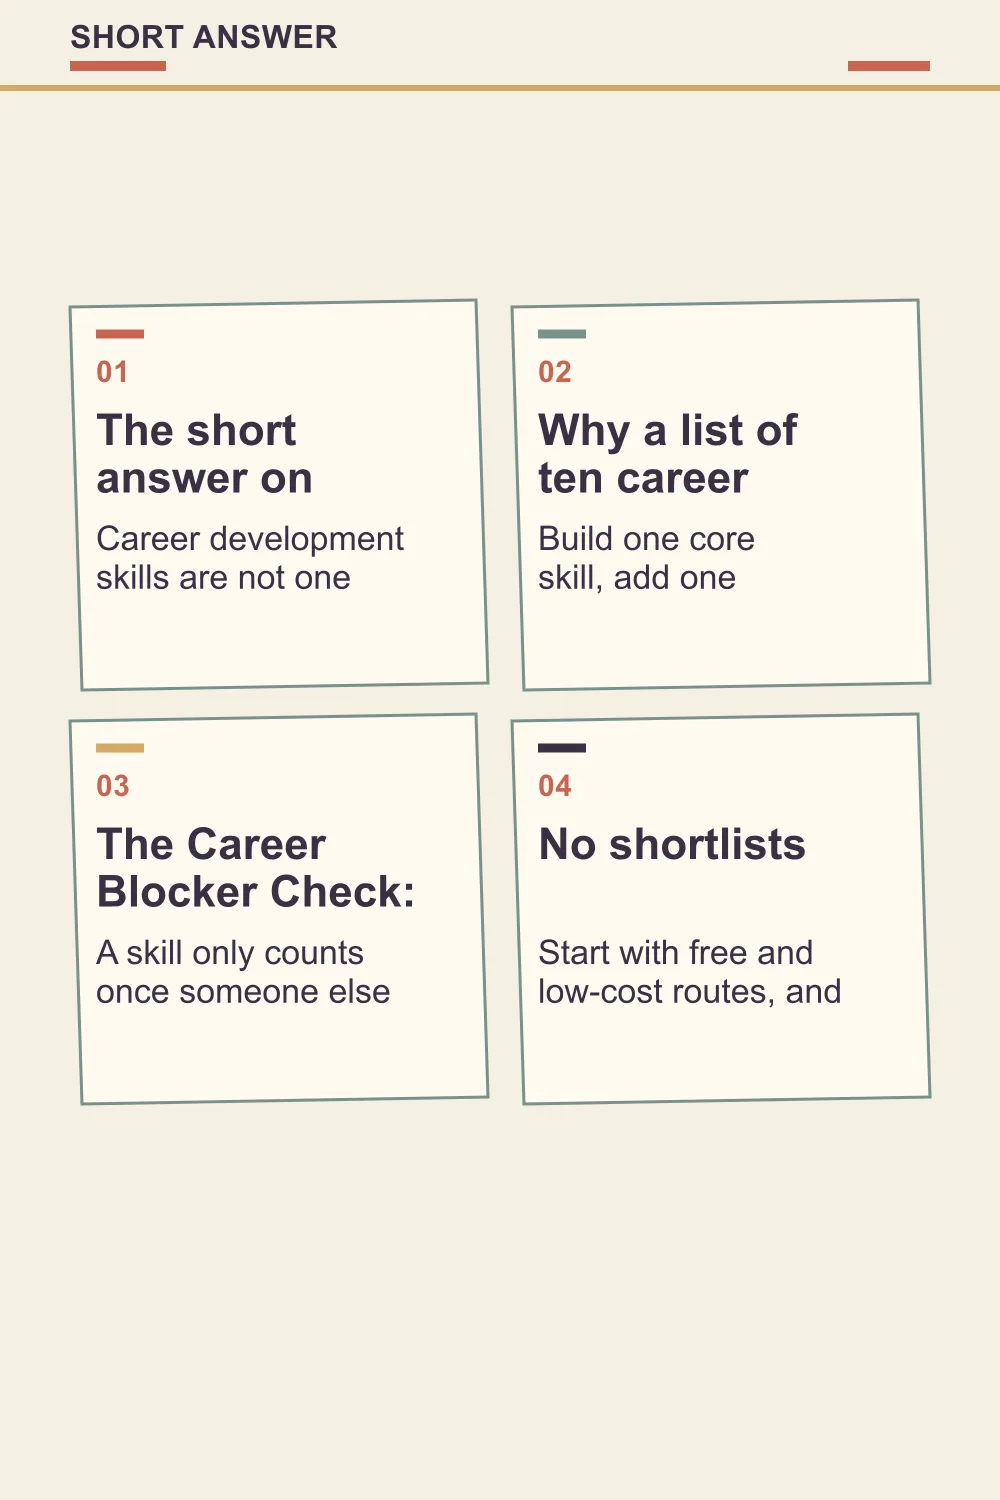 SHORT ANSWER
01
The short
answer on
Career development
skills are not one
02
Why a list of
ten career
Build one core
skill, add one
03
The Career
Blocker Check:
A skill only counts
once someone else
04
No shortlists
Start with free and
low-cost routes, and